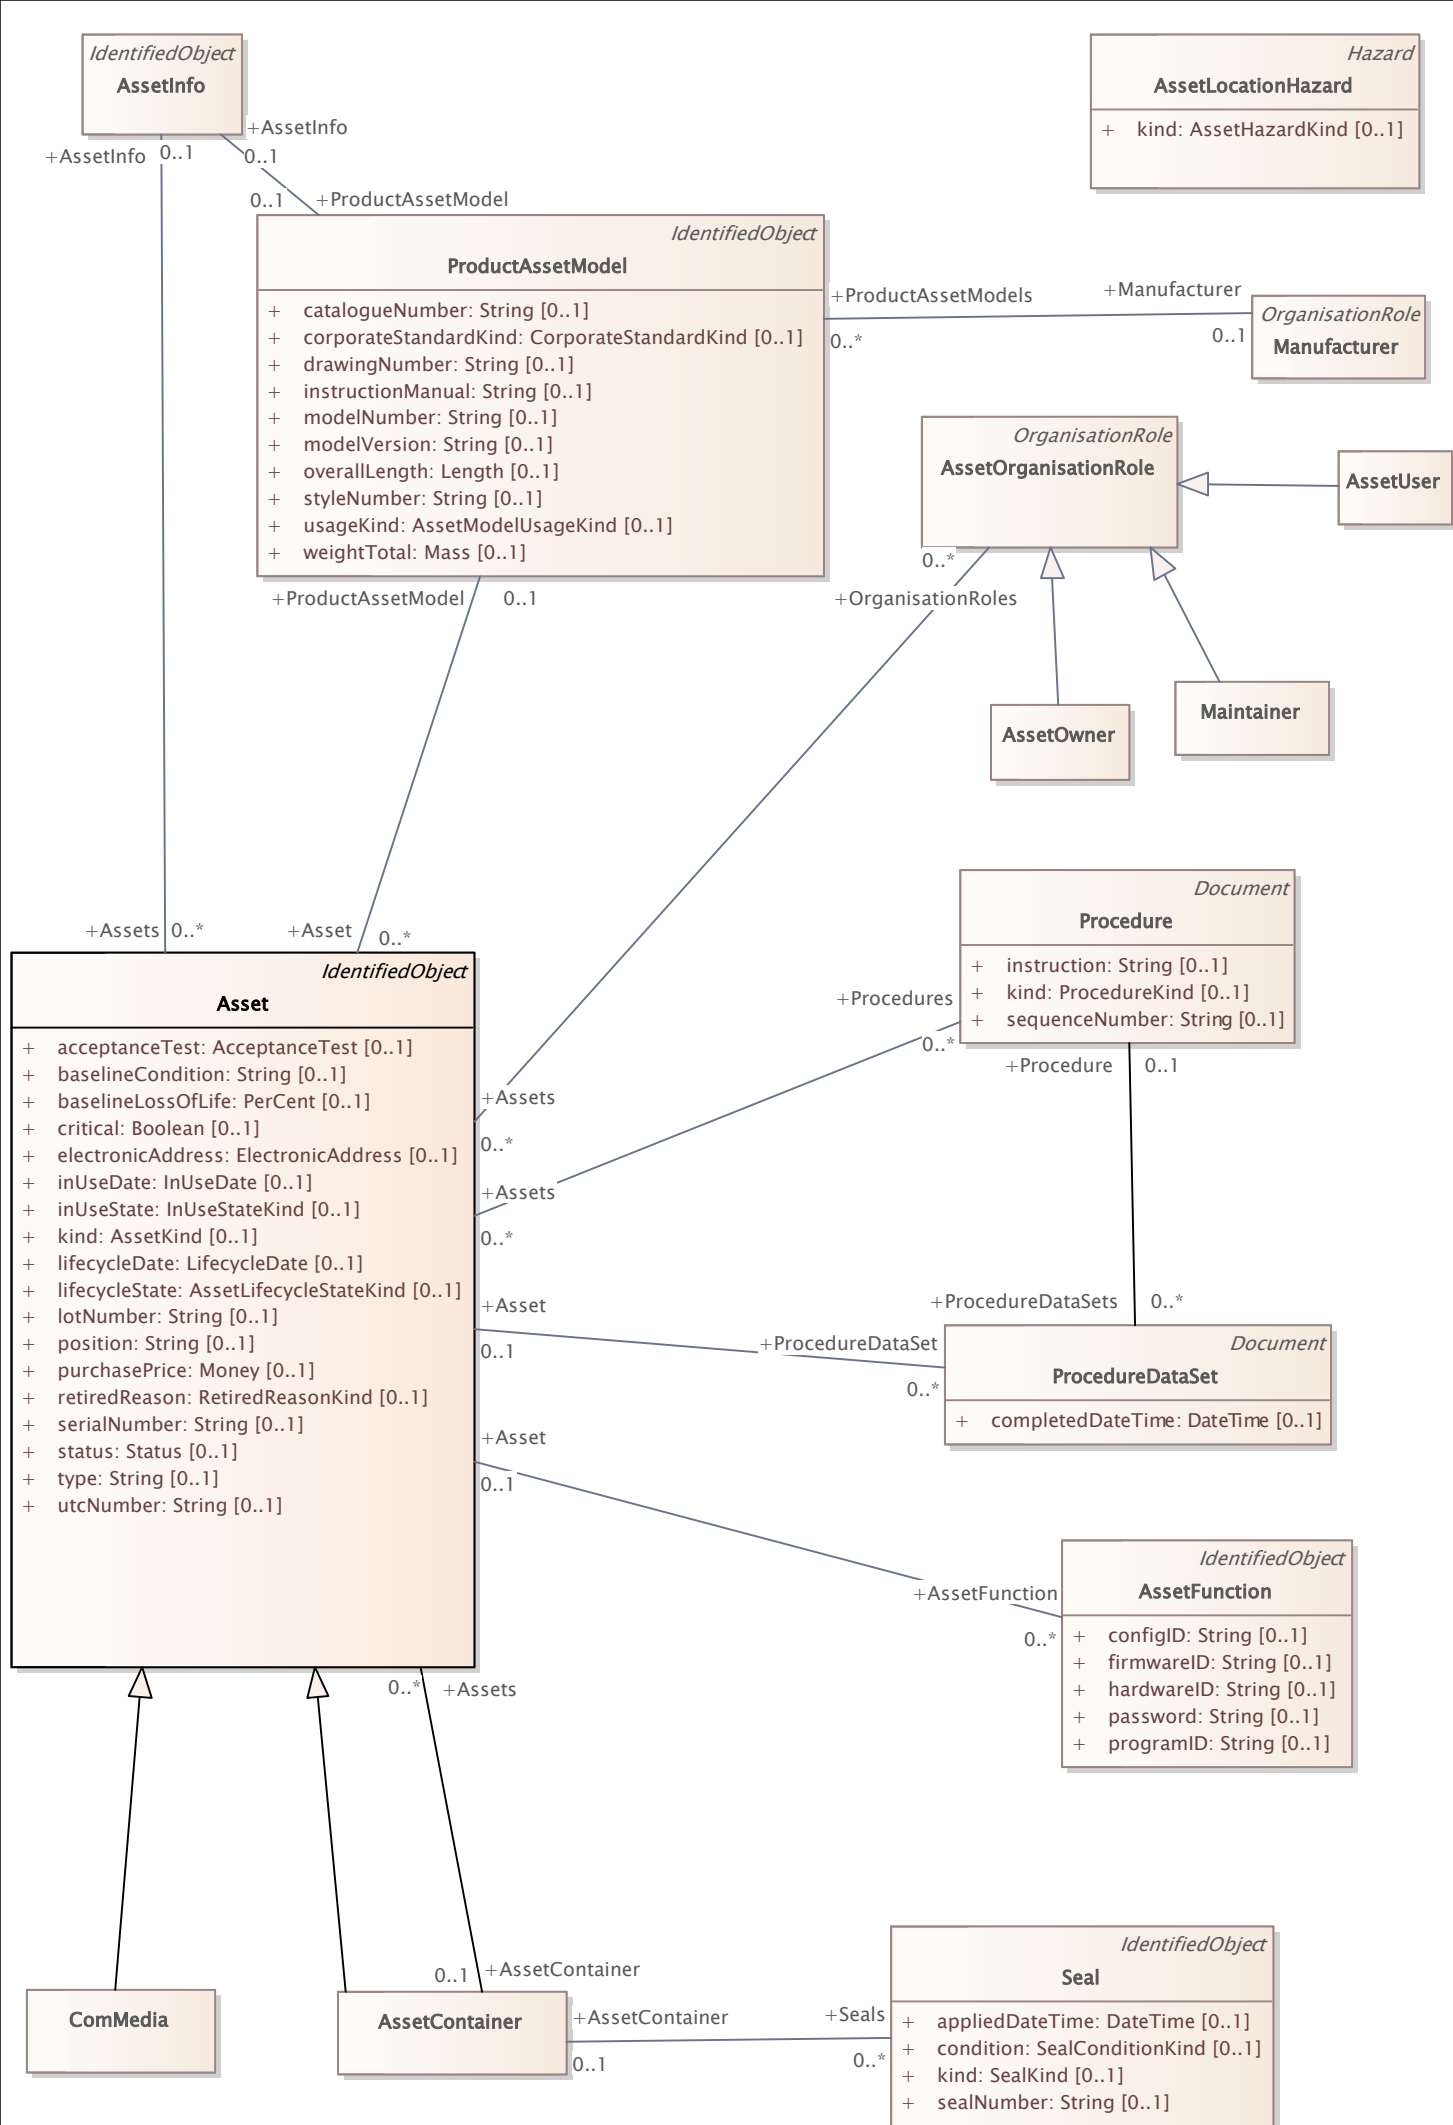 IdentifiedObject
AssetInfo
+AssetInfo
0..1
+AssetInfo
0..1
0..1
+ProductAssetModel
Hazard
AssetLocationHazard
+ kind: AssetHazardKind [0..1]
IdentifiedObject
ProductAssetModel
+ catalogueNumber: String [0..1]
+ corporateStandardKind: CorporateStandardKind [0..1]
+ drawingNumber: String [0..1]
+ instructionManual: String [0..1]
+ modelNumber: String [0..1]
+ modelVersion: String [0..1]
+ overallLength: Length [0..1]
+ styleNumber: String [0..1]
+ usageKind: AssetModelUsageKind [0..1]
+ weightTotal: Mass [0..1]
+ProductAssetModels
0..*
+Manufacturer
0..1
OrganisationRole
Manufacturer
OrganisationRole
AssetOrganisationRole
AssetUser
0..*
+OrganisationRoles
+ProductAssetModel
0..1
AssetOwner
Maintainer
+Assets
0..*
+Asset
0..*
IdentifiedObject
Asset
+ acceptanceTest: AcceptanceTest [0..1]
+ baselineCondition: String [0..1]
+ baselineLossOfLife: PerCent [0..1]
+ critical: Boolean [0..1]
+ electronicAddress: ElectronicAddress [0..1]
+ inUseDate: InUseDate [0..1]
+ inUseState: InUseStateKind [0..1]
+ kind: AssetKind [0..1]
+ lifecycleDate: LifecycleDate [0..1]
+ lifecycleState: AssetLifecycleStateKind [0..1]
+ lotNumber: String [0..1]
+ position: String [0..1]
+ purchasePrice: Money [0..1]
+ retiredReason: RetiredReasonKind [0..1]
+ serialNumber: String [0..1]
+ status: Status [0..1]
+ type: String [0..1]
+ utcNumber: String [0..1]
Document
Procedure
+ instruction: String [0..1]
+ kind: ProcedureKind [0..1]
+ sequenceNumber: String [0..1]
+Procedures
0..*
+Procedure
0..1
+Assets
0..*
+Assets
0..*
+ProcedureDataSets
0..*
+Asset
0..1
+ProcedureDataSet
0..*
Document
ProcedureDataSet
+ completedDateTime: DateTime [0..1]
+Asset
0..1
+AssetFunction
0..*
IdentifiedObject
AssetFunction
+ configID: String [0..1]
+ firmwareID: String [0..1]
+ hardwareID: String [0..1]
+ password: String [0..1]
+ programID: String [0..1]
0..*
+Assets
0..1
+AssetContainer
ComMedia
AssetContainer
+AssetContainer
0..1
+Seals
0..*
IdentifiedObject
Seal
+ appliedDateTime: DateTime [0..1]
+ condition: SealConditionKind [0..1]
+ kind: SealKind [0..1]
+ sealNumber: String [0..1]